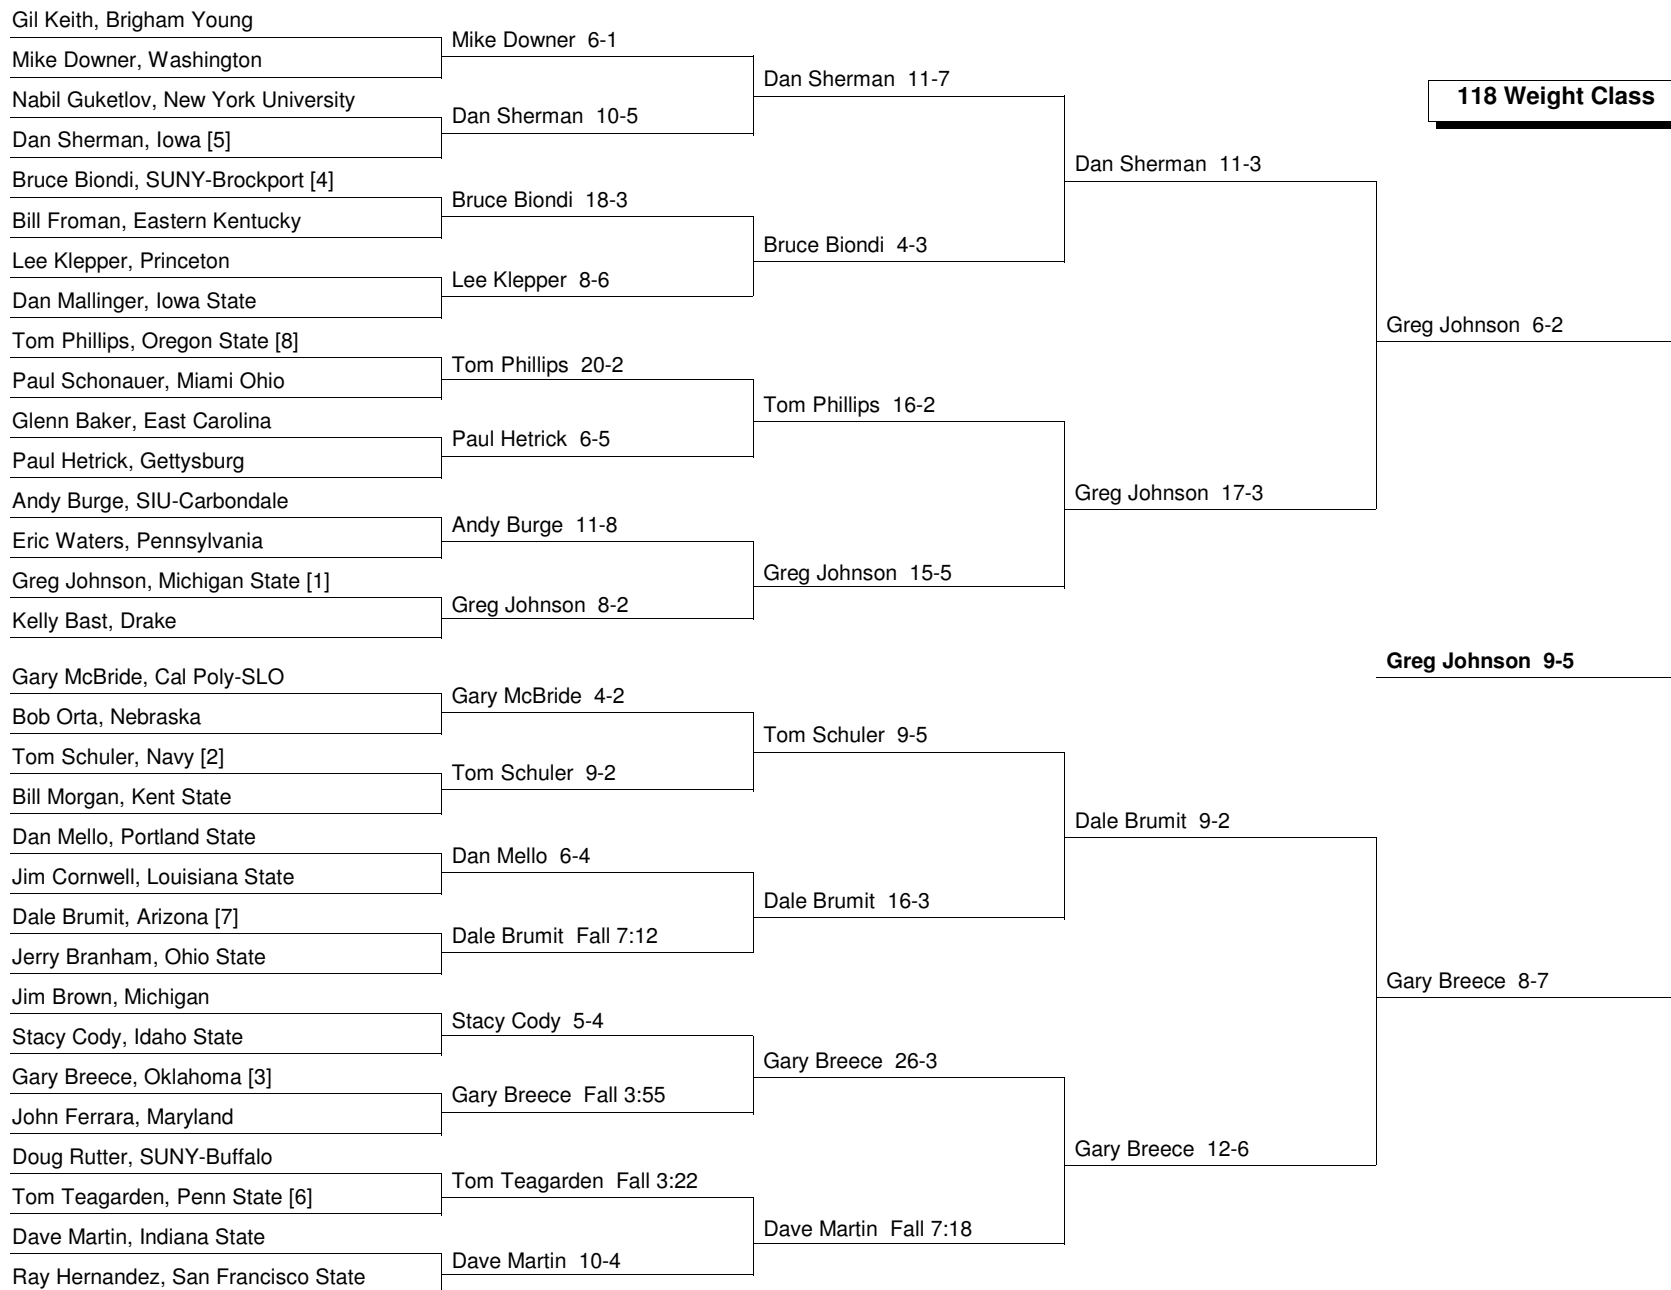 Gil Keith, Brigham Young
Mike Downer, Washington
Nabil Guketlov, New York University
Dan Sherman, Iowa [5]
Bruce Biondi, SUNY-Brockport [4]
Bill Froman, Eastern Kentucky
Lee Klepper, Princeton
Dan Mallinger, Iowa State
Tom Phillips, Oregon State [8]
Paul Schonauer, Miami Ohio
Glenn Baker, East Carolina
Paul Hetrick, Gettysburg
Andy Burge, SIU-Carbondale
Eric Waters, Pennsylvania
Greg Johnson, Michigan State [1]
Kelly Bast, Drake
Gary McBride, Cal Poly-SLO
Bob Orta, Nebraska
Tom Schuler, Navy [2]
Bill Morgan, Kent State
Dan Mello, Portland State
Jim Cornwell, Louisiana State
Dale Brumit, Arizona [7]
Jerry Branham, Ohio State
Jim Brown, Michigan
Stacy Cody, Idaho State
Gary Breece, Oklahoma [3]
John Ferrara, Maryland
Doug Rutter, SUNY-Buffalo
Tom Teagarden, Penn State [6]
Dave Martin, Indiana State
Ray Hernandez, San Francisco State
Mike Downer 6-1
Dan Sherman 10-5
Bruce Biondi 18-3
Lee Klepper 8-6
Tom Phillips 20-2
Paul Hetrick 6-5
Andy Burge 11-8
Greg Johnson 8-2
Gary McBride 4-2
Tom Schuler 9-2
Dan Mello 6-4
Dale Brumit Fall 7:12
Stacy Cody 5-4
Gary Breece Fall 3:55
Tom Teagarden Fall 3:22
Dave Martin 10-4
Dan Sherman 11-7
Bruce Biondi 4-3
Tom Phillips 16-2
Greg Johnson 15-5
Tom Schuler 9-5
Dale Brumit 16-3
Gary Breece 26-3
Dave Martin Fall 7:18
Dan Sherman 11-3
Greg Johnson 17-3
Dale Brumit 9-2
Gary Breece 12-6
118 Weight Class
Greg Johnson 6-2
Greg Johnson 9-5
Gary Breece 8-7